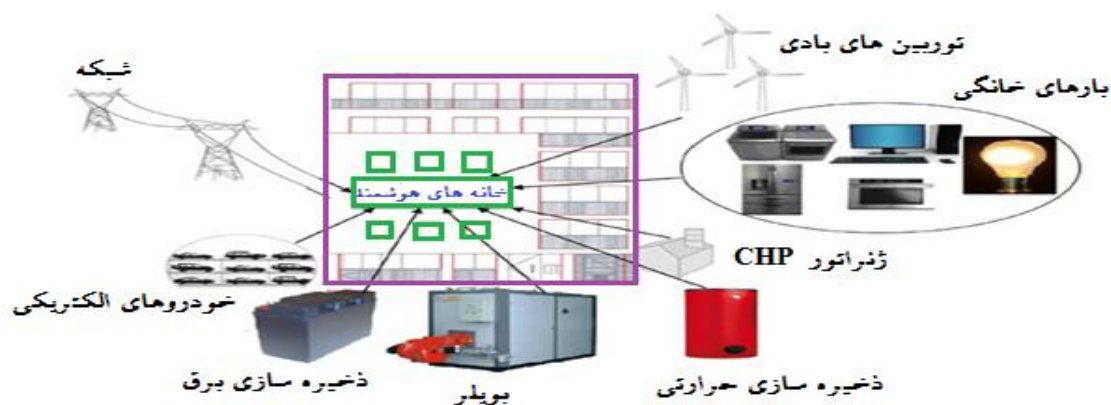 توربین های بادی
شبکه
بارهای خانگی
خانه های هوشمند
ژنراتور CHP
خودروهای الکتریکی
ذخیره سازی برق
بویلر
ذخیره سازی حرارتی